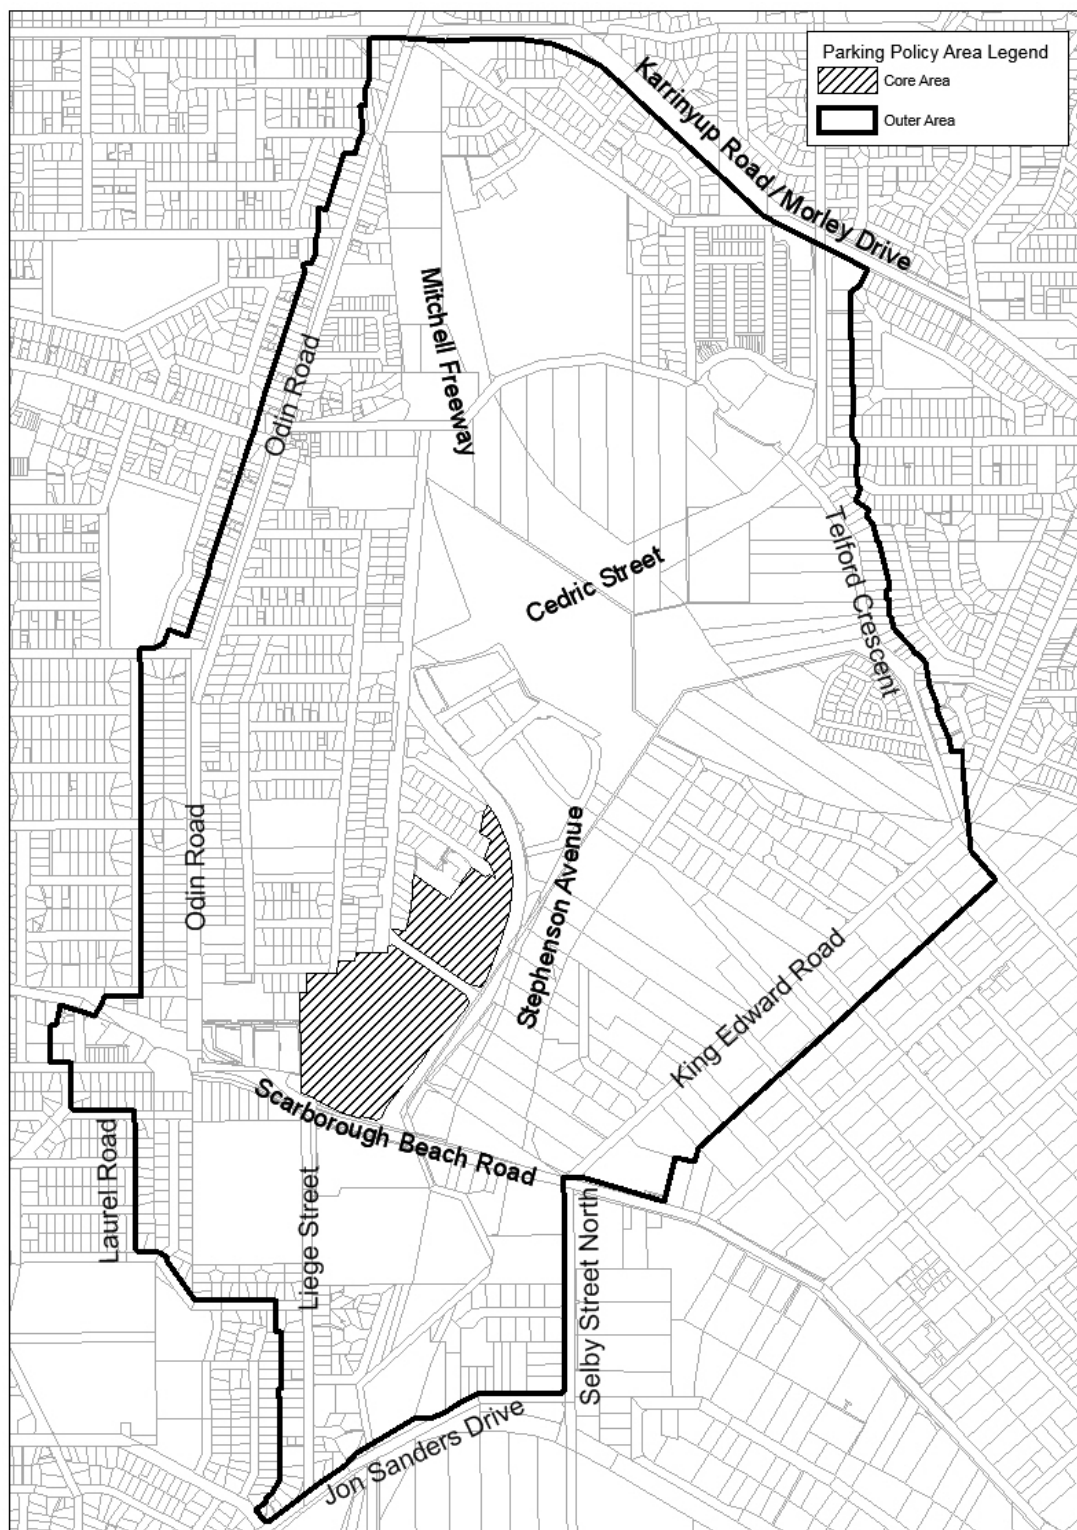 Parking Policy Area Legend
Core Area
Outer Area
Karrinyup Road/Morley Drive
Mitchell Freeway
Odin Road
Cedric Street
Telford Crescent
Odin Road
Stephenson Avenue
King Edward Road
Scarborough Beach Road
Laurel Road
Liege Street
Selby Street North
Jon Sanders Drive